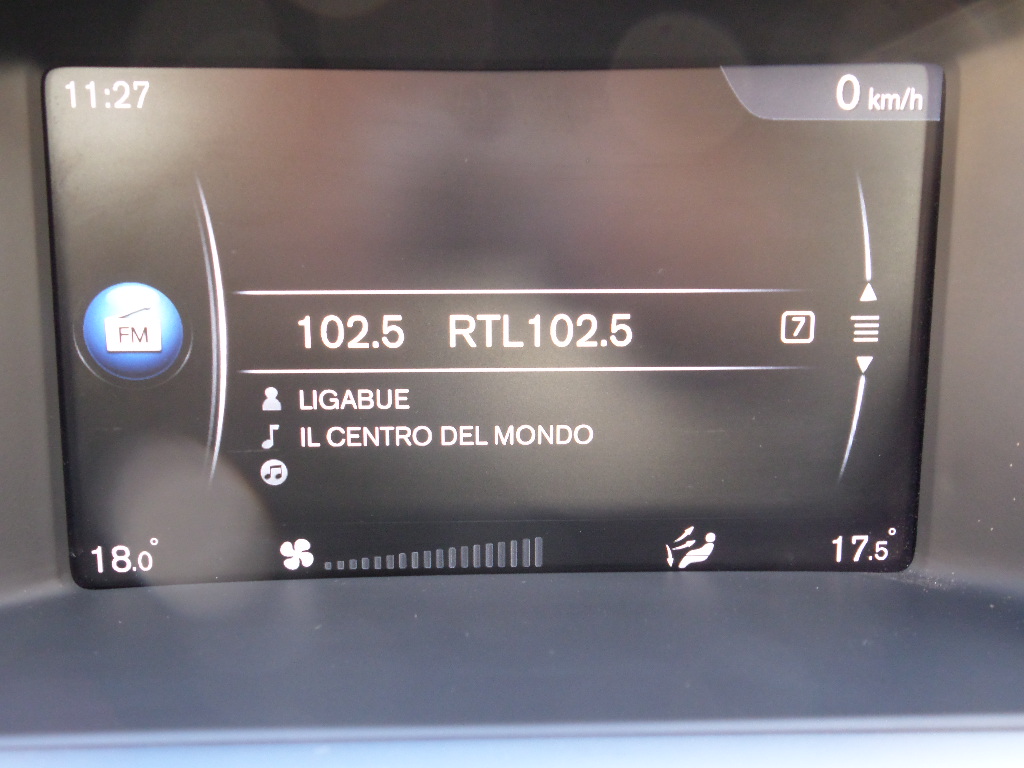 11:27
0 km/h
FM
102.5 RTL102.5 7
LIGABUE
IL CENTRO DEL MONDO
18.0°
17.5°